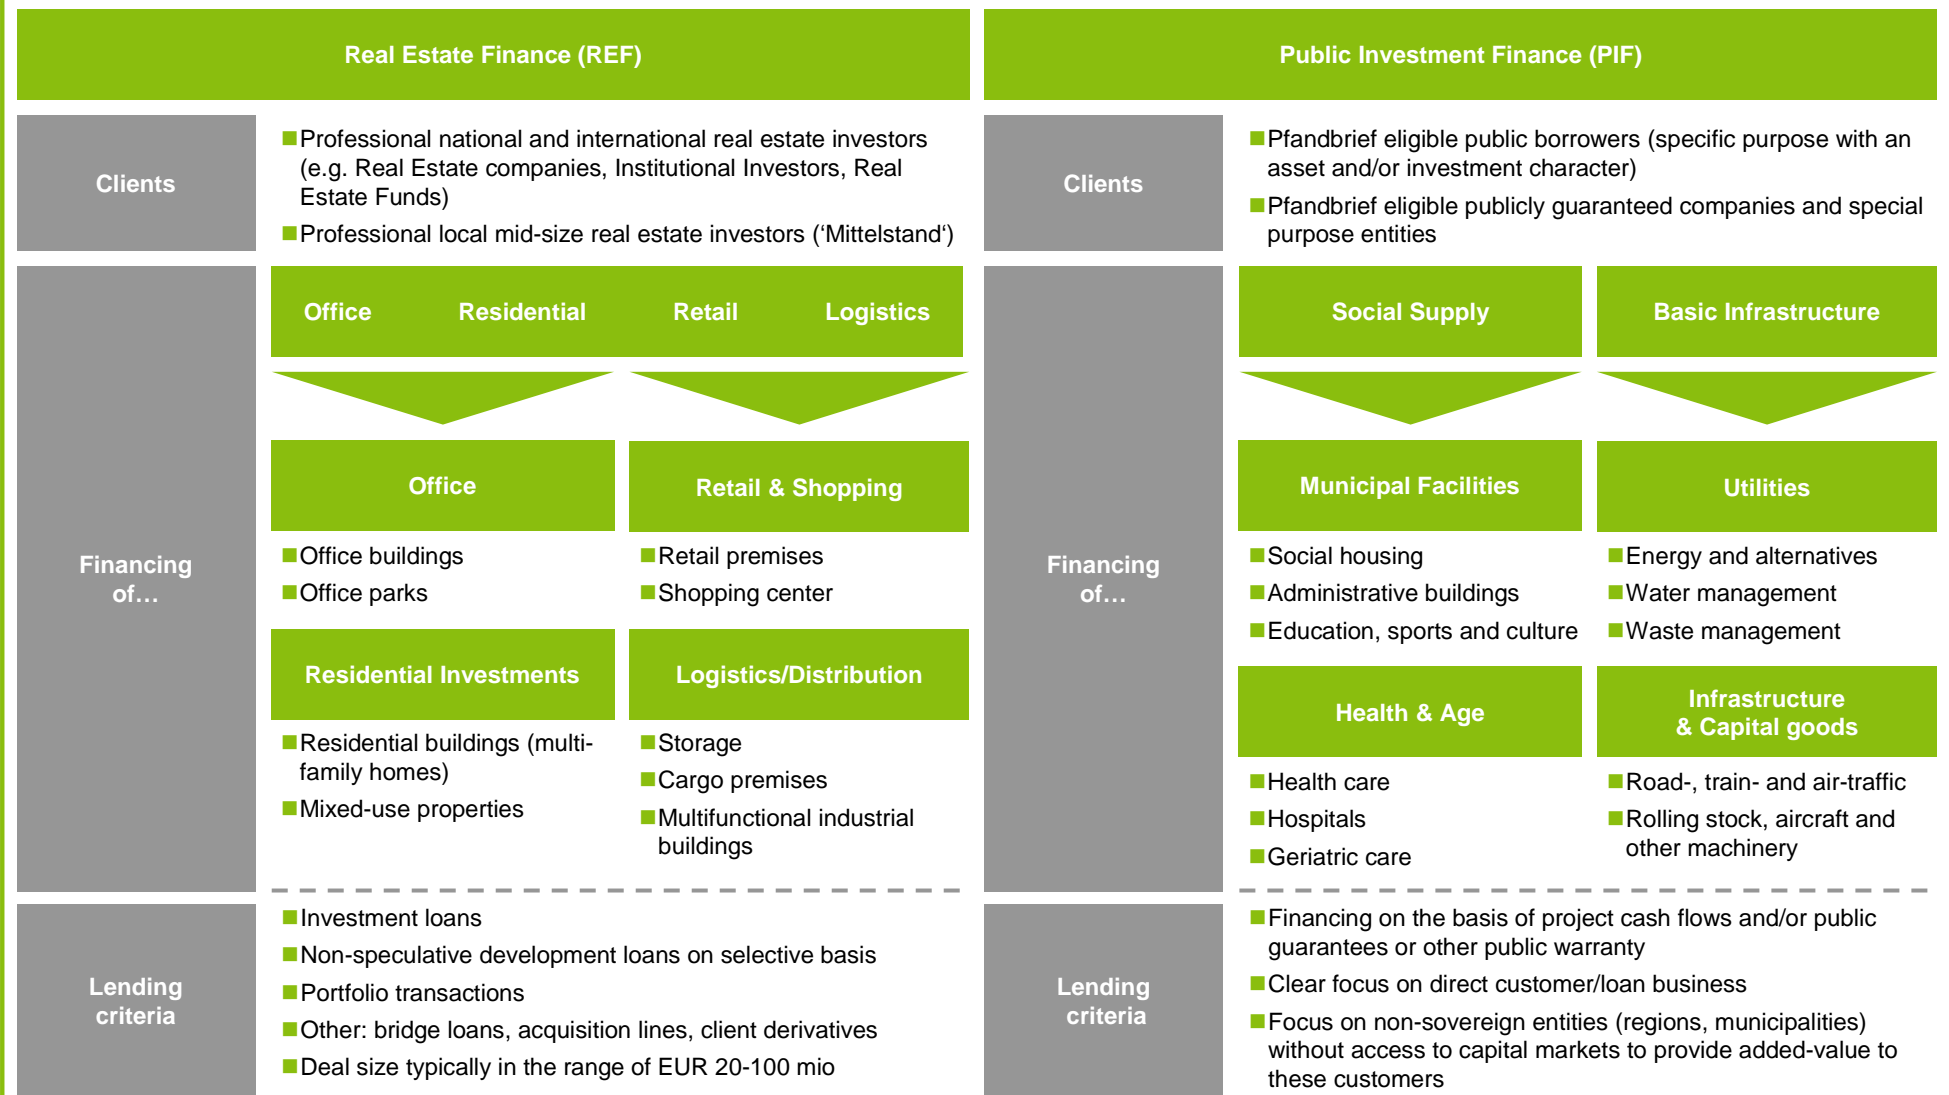 Real Estate Finance (REF)
Clients
Professional national and international real estate investors
(e.g. Real Estate companies, Institutional Investors, Real
Estate Funds)
Professional local mid-size real estate investors (‘Mittelstand‘)
Financing
of…
Office Residential Retail Logistics
Office
Office buildings
Office parks
Retail & Shopping
Retail premises
Shopping center
Residential Investments
Residential buildings (multi-
family homes)
Mixed-use properties
Logistics/Distribution
Storage
Cargo premises
Multifunctional industrial
buildings
Lending
criteria
Investment loans
Non-speculative development loans on selective basis
Portfolio transactions
Other: bridge loans, acquisition lines, client derivatives
Deal size typically in the range of EUR 20-100 mio
Public Investment Finance (PIF)
Clients
Pfandbrief eligible public borrowers (specific purpose with an
asset and/or investment character)
Pfandbrief eligible publicly guaranteed companies and special
purpose entities
Financing
of…
Social Supply
Basic Infrastructure
Municipal Facilities
Social housing
Administrative buildings
Education, sports and culture
Utilities
Energy and alternatives
Water management
Waste management
Health & Age
Health care
Hospitals
Geriatric care
Infrastructure
& Capital goods
Road-, train- and air-traffic
Rolling stock, aircraft and
other machinery
Lending
criteria
Financing on the basis of project cash flows and/or public
guarantees or other public warranty
Clear focus on direct customer/loan business
Focus on non-sovereign entities (regions, municipalities)
without access to capital markets to provide added-value to
these customers